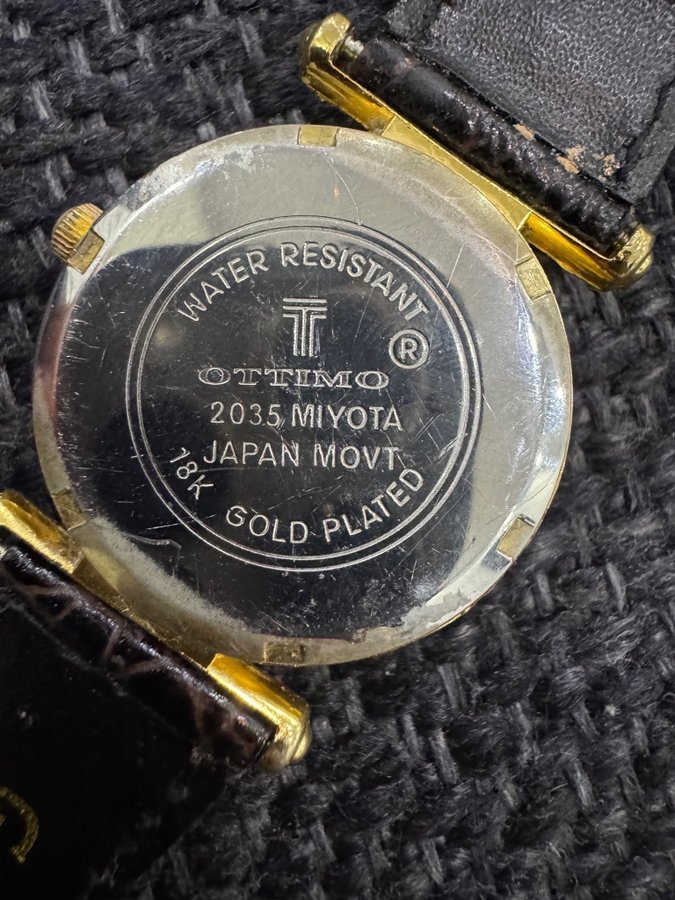 WATER RESISTANT
T
®
OTTIMO
2035 MIYOTA
JAPAN MOVT
18K GOLD PLATED